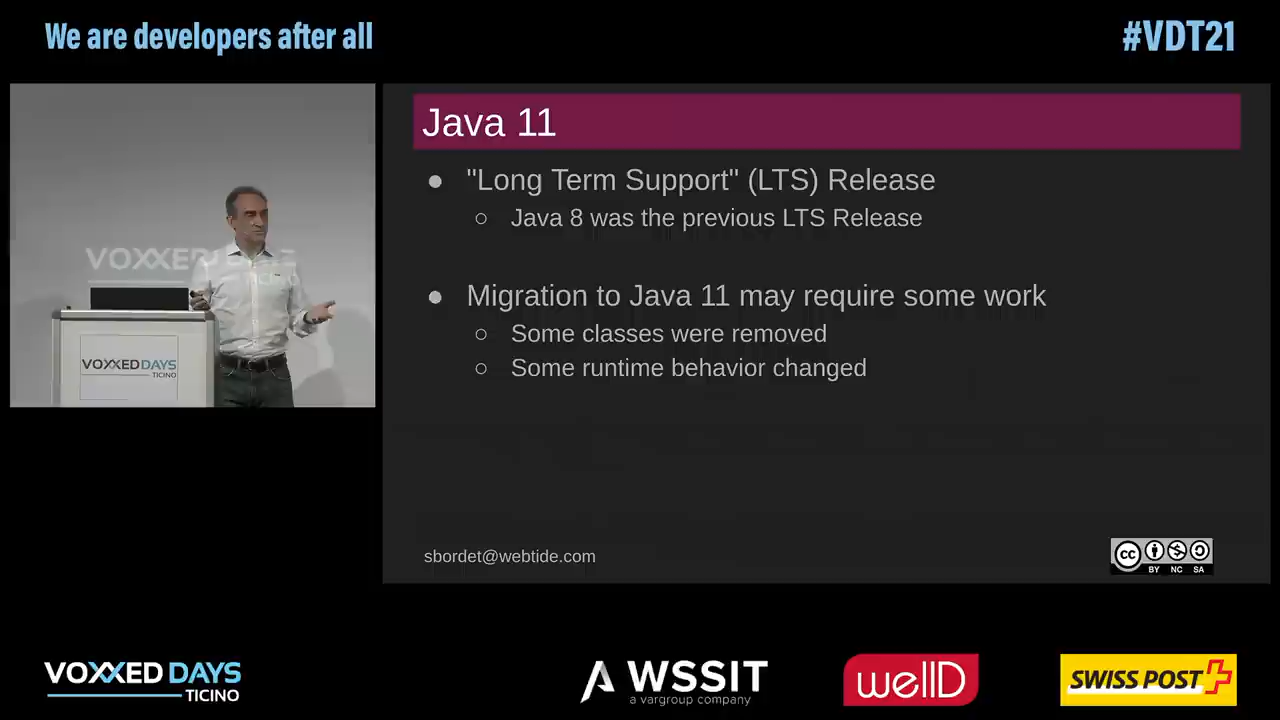 We are developers after all
#VDT21
Java 11
● "Long Term Support" (LTS) Release
○ Java 8 was the previous LTS Release
● Migration to Java 11 may require some work
○ Some classes were removed
○ Some runtime behavior changed
sbordet@webtide.com
cc
BY NC SA
VOXXED DAYS
TICINO
VOXXED DAYS
TICINO
WSSIT
a vargroup company
wellD
SWISS POST